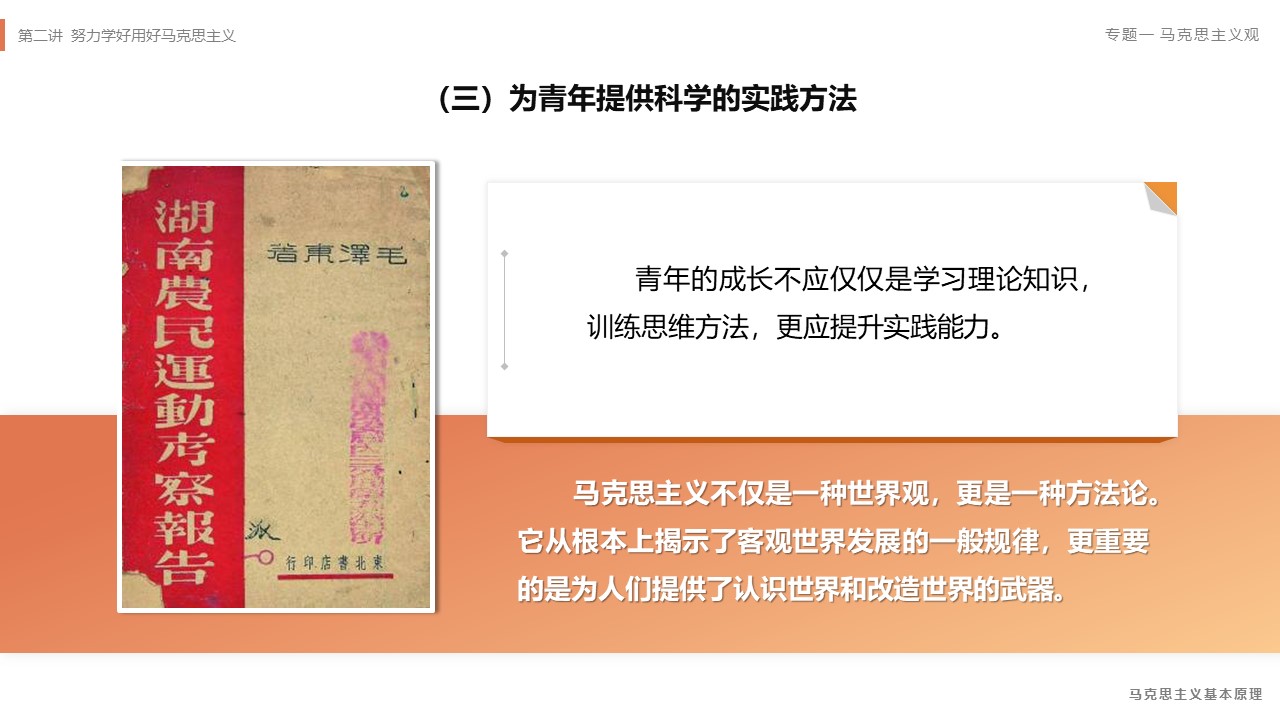 第二讲 努力学好用好马克思主义
专题一 马克思主义观
（三）为青年提供科学的实践方法
湖南農民運動考察報告
毛澤東著
東北書店印行
青年的成长不应仅仅是学习理论知识，
训练思维方法，更应提升实践能力。
马克思主义不仅是一种世界观，更是一种方法论。
它从根本上揭示了客观世界发展的一般规律，更重要
的是为人们提供了认识世界和改造世界的武器。
马克思主义基本原理